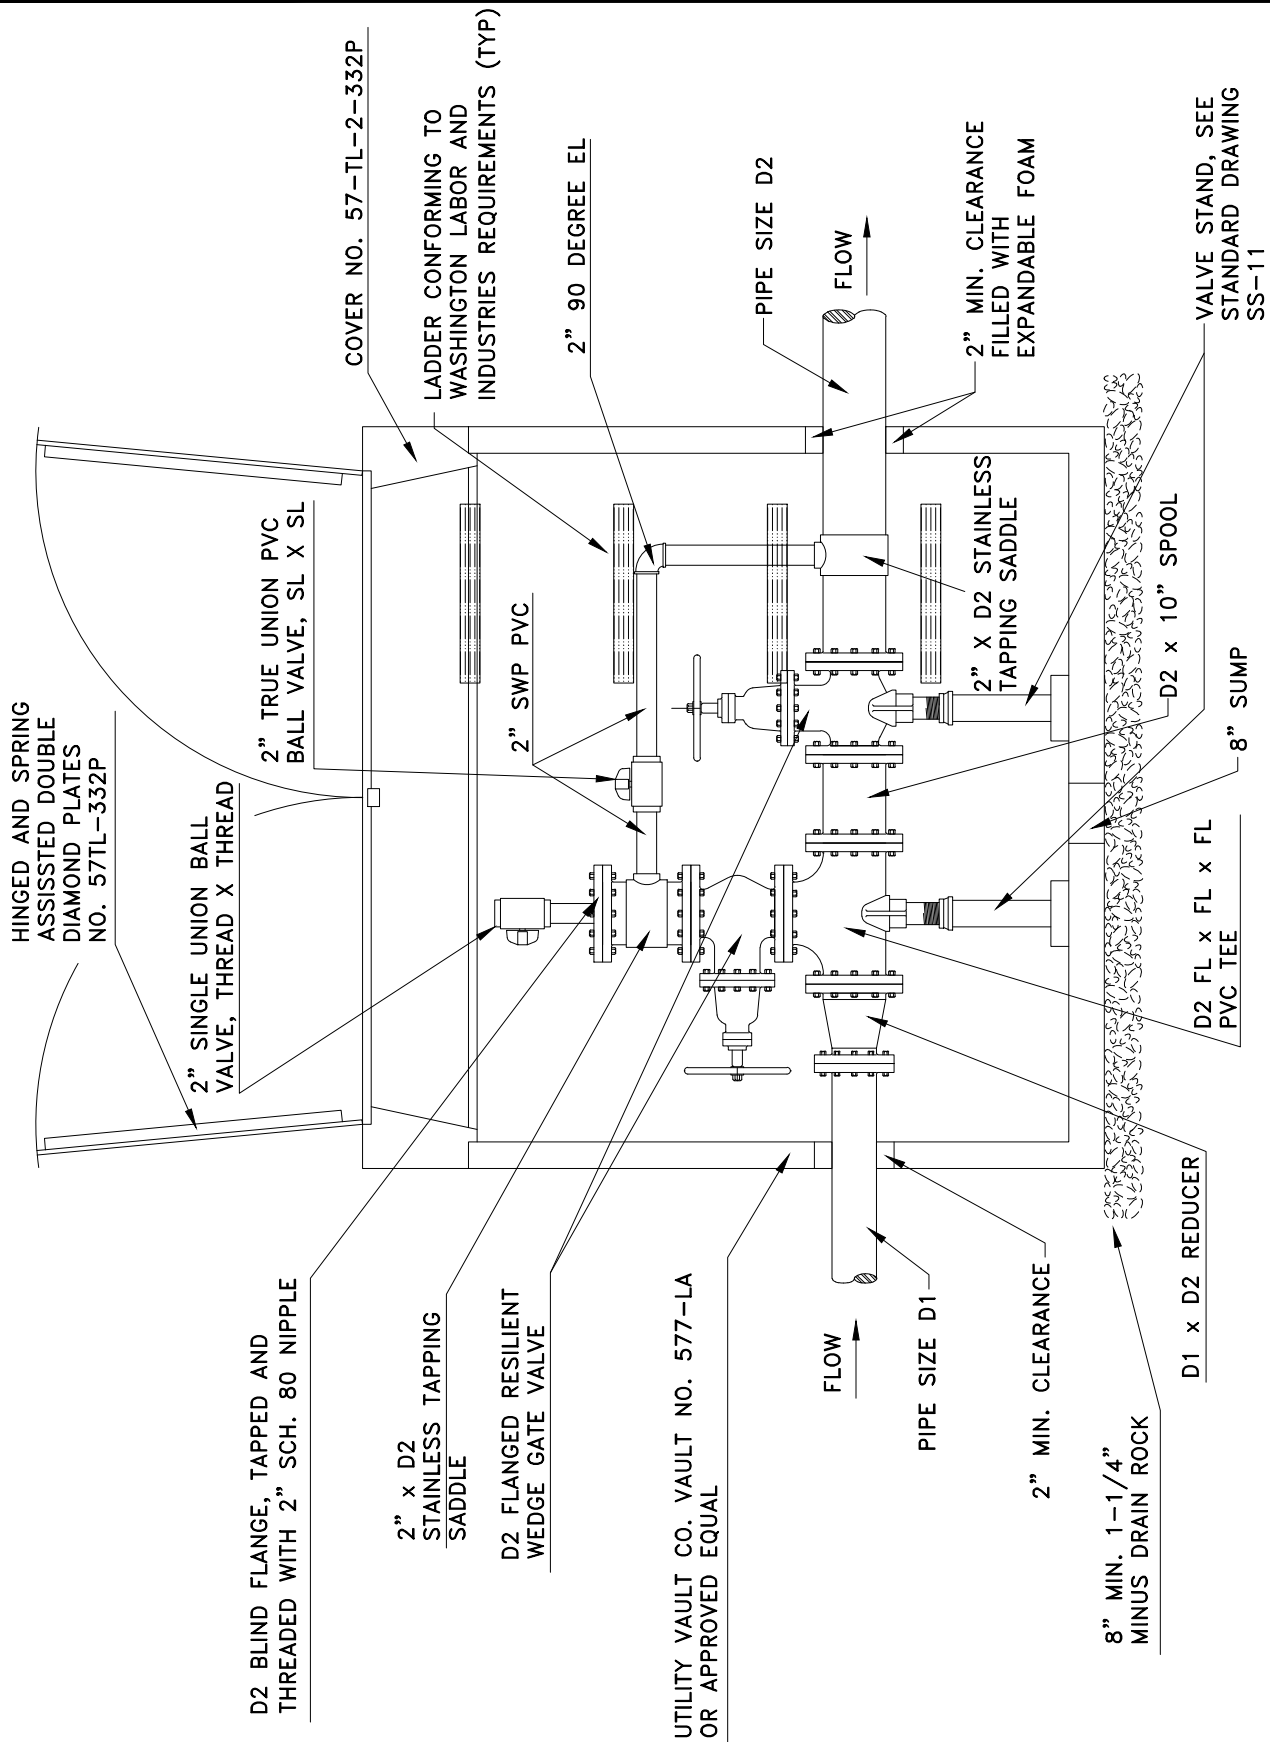 HINGED AND SPRING
ASSISSTED DOUBLE
DIAMOND PLATES
NO. 57TL-332P
2" SINGLE UNION BALL
VALVE, THREAD X THREAD
2" TRUE UNION PVC
BALL VALVE, SL X SL
COVER NO. 57-TL-2-332P
LADDER CONFORMING TO
WASHINGTON LABOR AND
INDUSTRIES REQUIREMENTS (TYP)
2" 90 DEGREE EL
2" SWP PVC
PIPE SIZE D2
FLOW
2" MIN. CLEARANCE
FILLED WITH
EXPANDABLE FOAM
VALVE STAND, SEE
STANDARD DRAWING
SS-11
2" X D2 STAINLESS
TAPPING SADDLE
D2 x 10" SPOOL
8" SUMP
D2 FL x FL x FL
PVC TEE
D2 BLIND FLANGE, TAPPED AND
THREADED WITH 2" SCH. 80 NIPPLE
2" x D2
STAINLESS TAPPING
SADDLE
D2 FLANGED RESILIENT
WEDGE GATE VALVE
UTILITY VAULT CO. VAULT NO. 577-LA
OR APPROVED EQUAL
FLOW
PIPE SIZE D1
2" MIN. CLEARANCE
8" MIN. 1-1/4"
MINUS DRAIN ROCK
D1 x D2 REDUCER